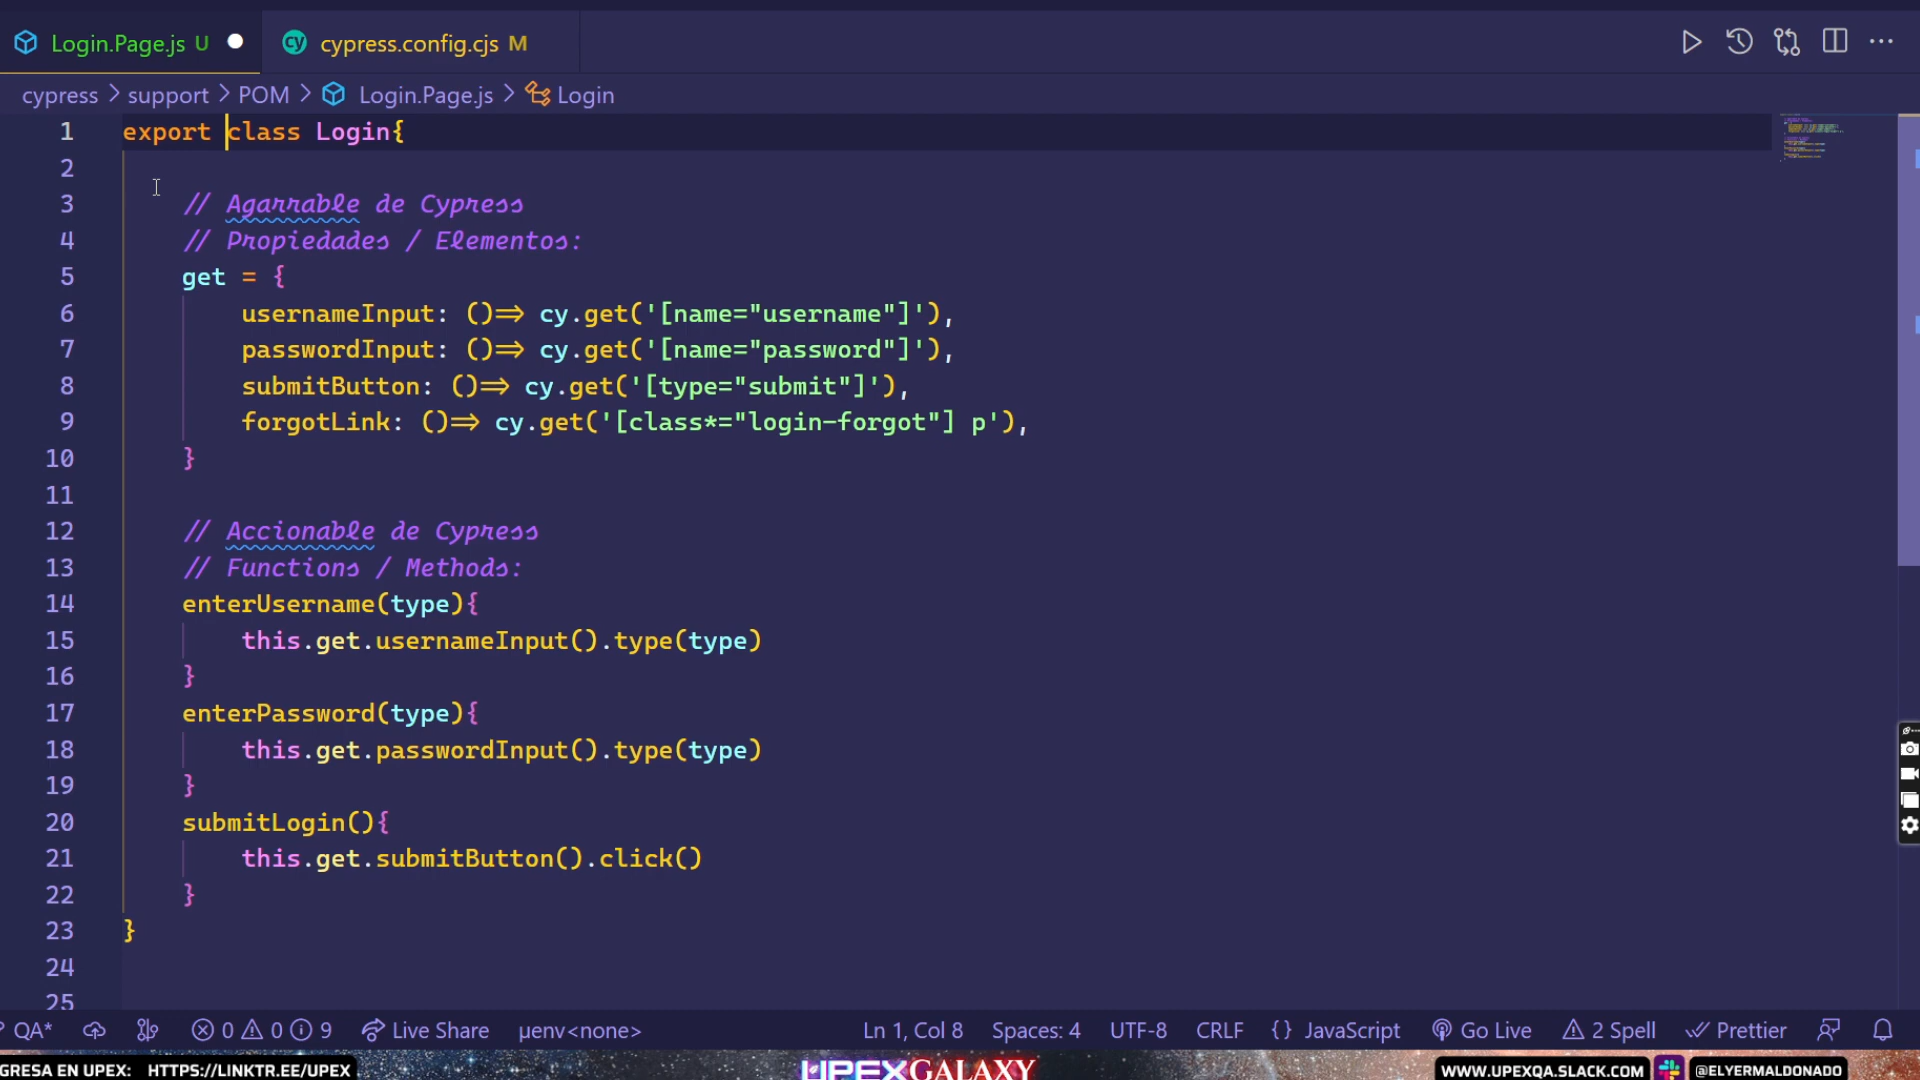 Login.Page.js U cypress.config.cjs M
cypress > support > POM > Login.Page.js > Login
1 export class Login{
2
3 // Agarrable de Cypress
4 // Propiedades / Elementos:
5 get = {
6 usernameInput: ()=> cy.get('[name="username"]'),
7 passwordInput: ()=> cy.get('[name="password"]'),
8 submitButton: ()=> cy.get('[type="submit"]'),
9 forgotLink: ()=> cy.get('[class*="login-forgot"] p'),
10 }
11
12 // Accionable de Cypress
13 // Functions / Methods:
14 enterUsername(type){
15 this.get.usernameInput().type(type)
16 }
17 enterPassword(type){
18 this.get.passwordInput().type(type)
19 }
20 submitLogin(){
21 this.get.submitButton().click()
22 }
23 }
24
25
QA* 0 0 9 Live Share µenv<none> Ln 1, Col 8 Spaces: 4 UTF-8 CRLF {} JavaScript Go Live 2 Spell Prettier
GRESA EN UPEX: HTTPS://LINKTR.EE/UPEX UPEXGALAXY WWW.UPEXQA.SLACK.COM @ELYERMALDONADO